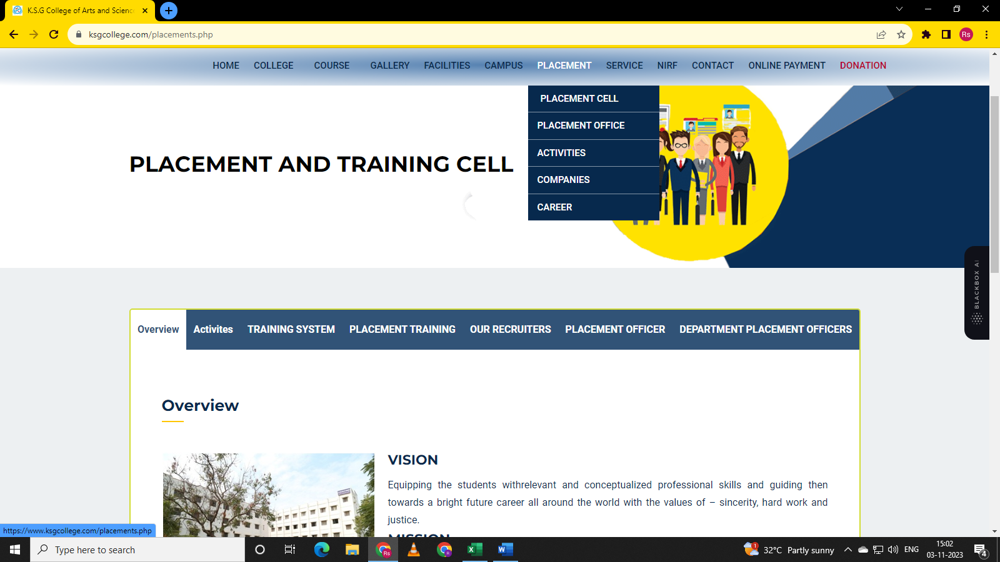 K.S.G College of Arts and Science
ksgcollege.com/placements.php
Rs
HOME COLLEGE COURSE GALLERY FACILITIES CAMPUS PLACEMENT SERVICE NIRF CONTACT ONLINE PAYMENT DONATION
PLACEMENT CELL
PLACEMENT OFFICE
ACTIVITIES
COMPANIES
CAREER
PLACEMENT AND TRAINING CELL
BLACKBOX AI
Overview Activites TRAINING SYSTEM PLACEMENT TRAINING OUR RECRUITERS PLACEMENT OFFICER DEPARTMENT PLACEMENT OFFICERS
Overview
VISION
Equipping the students withrelevant and conceptualized professional skills and guiding then
towards a bright future career all around the world with the values of – sincerity, hard work and
justice.
MISSION
https://www.ksgcollege.com/placements.php
Type here to search
Rs
1
32°C Partly sunny
ENG
15:02
03-11-2023
4